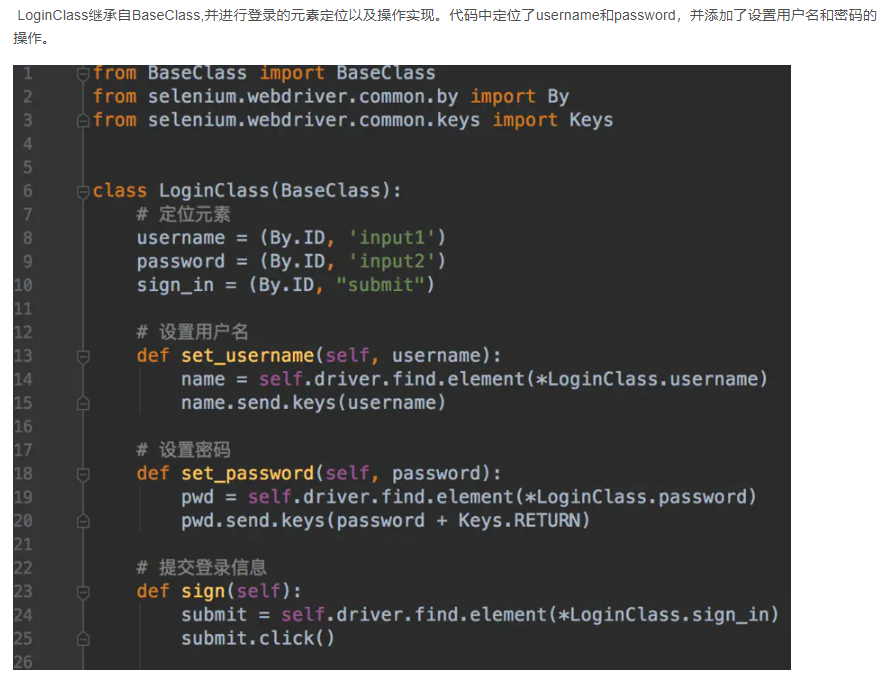 LoginClass继承自BaseClass,并进行登录的元素定位以及操作实现。代码中定位了username和password，并添加了设置用户名和密码的
操作。
1 from BaseClass import BaseClass
2 from selenium.webdriver.common.by import By
3 from selenium.webdriver.common.keys import Keys
4
5
6 class LoginClass(BaseClass):
7     # 定位元素
8     username = (By.ID, 'input1')
9     password = (By.ID, 'input2')
10     sign_in = (By.ID, "submit")
11
12     # 设置用户名
13     def set_username(self, username):
14         name = self.driver.find.element(*LoginClass.username)
15         name.send.keys(username)
16
17     # 设置密码
18     def set_password(self, password):
19         pwd = self.driver.find.element(*LoginClass.password)
20         pwd.send.keys(password + Keys.RETURN)
21
22     # 提交登录信息
23     def sign(self):
24         submit = self.driver.find.element(*LoginClass.sign_in)
25         submit.click()
26